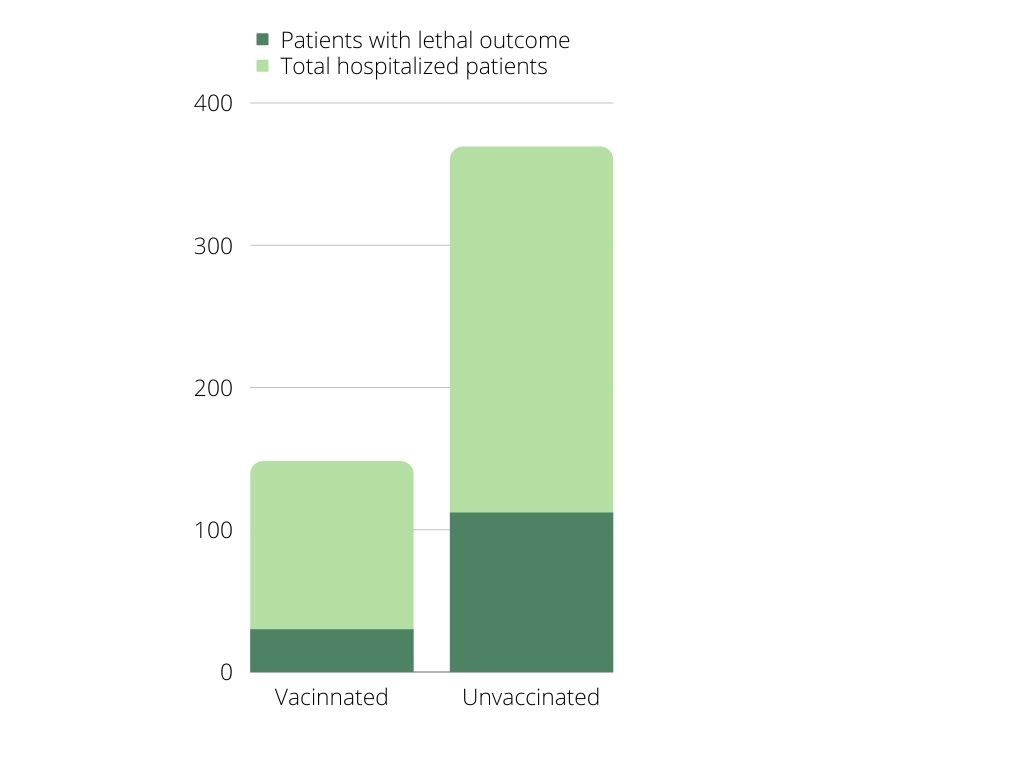 Patients with lethal outcome
Total hospitalized patients
400
300
200
100
0
Vacinnated
Unvaccinated